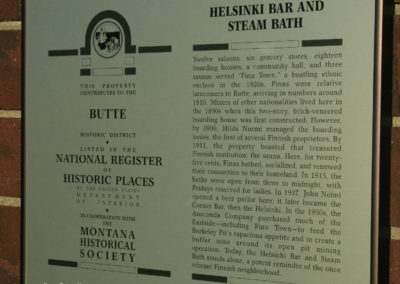 THIS PROPERTY
CONTRIBUTES TO THE
BUTTE
HISTORIC DISTRICT
LISTED IN THE
NATIONAL REGISTER
OF
HISTORIC PLACES
BY THE UNITED STATES
DEPARTMENT
OF INTERIOR
IN COOPERATION WITH
THE
MONTANA
HISTORICAL
SOCIETY
HELSINKI BAR AND
STEAM BATH
Twelve saloons, six grocery stores, eighteen
boarding houses, a community hall, and three
saunas served "Finn Town," a bustling ethnic
enclave in the 1920s. Finns were relative
latecomers to Butte, arriving in numbers around
1910. Miners of other nationalities lived here in
the 1890s when this two-story, brick-veneered
boarding house was first constructed. However,
by 1906, Hilda Nurmi managed the boarding
house, the first of several Finnish proprietors. By
1911, the property boasted that treasured
Finnish institution: the sauna. Here, for twenty-
five cents, Finns bathed, socialized, and renewed
their connection to their homeland. In 1915, the
baths were open from three to midnight, with
Fridays reserved for ladies. In 1937, John Neimi
opened a beer parlor here; it later became the
Corner Bar, then the Helsinki. In the 1950s, the
Anaconda Company purchased much of the
Eastside—including Finn Town—to feed the
Berkeley Pit's rapacious appetite and to create a
buffer zone around its open pit mining
operation. Today, the Helsinki Bar and Steam
Bath stands alone, a potent reminder of the once
vibrant Finnish neighborhood.